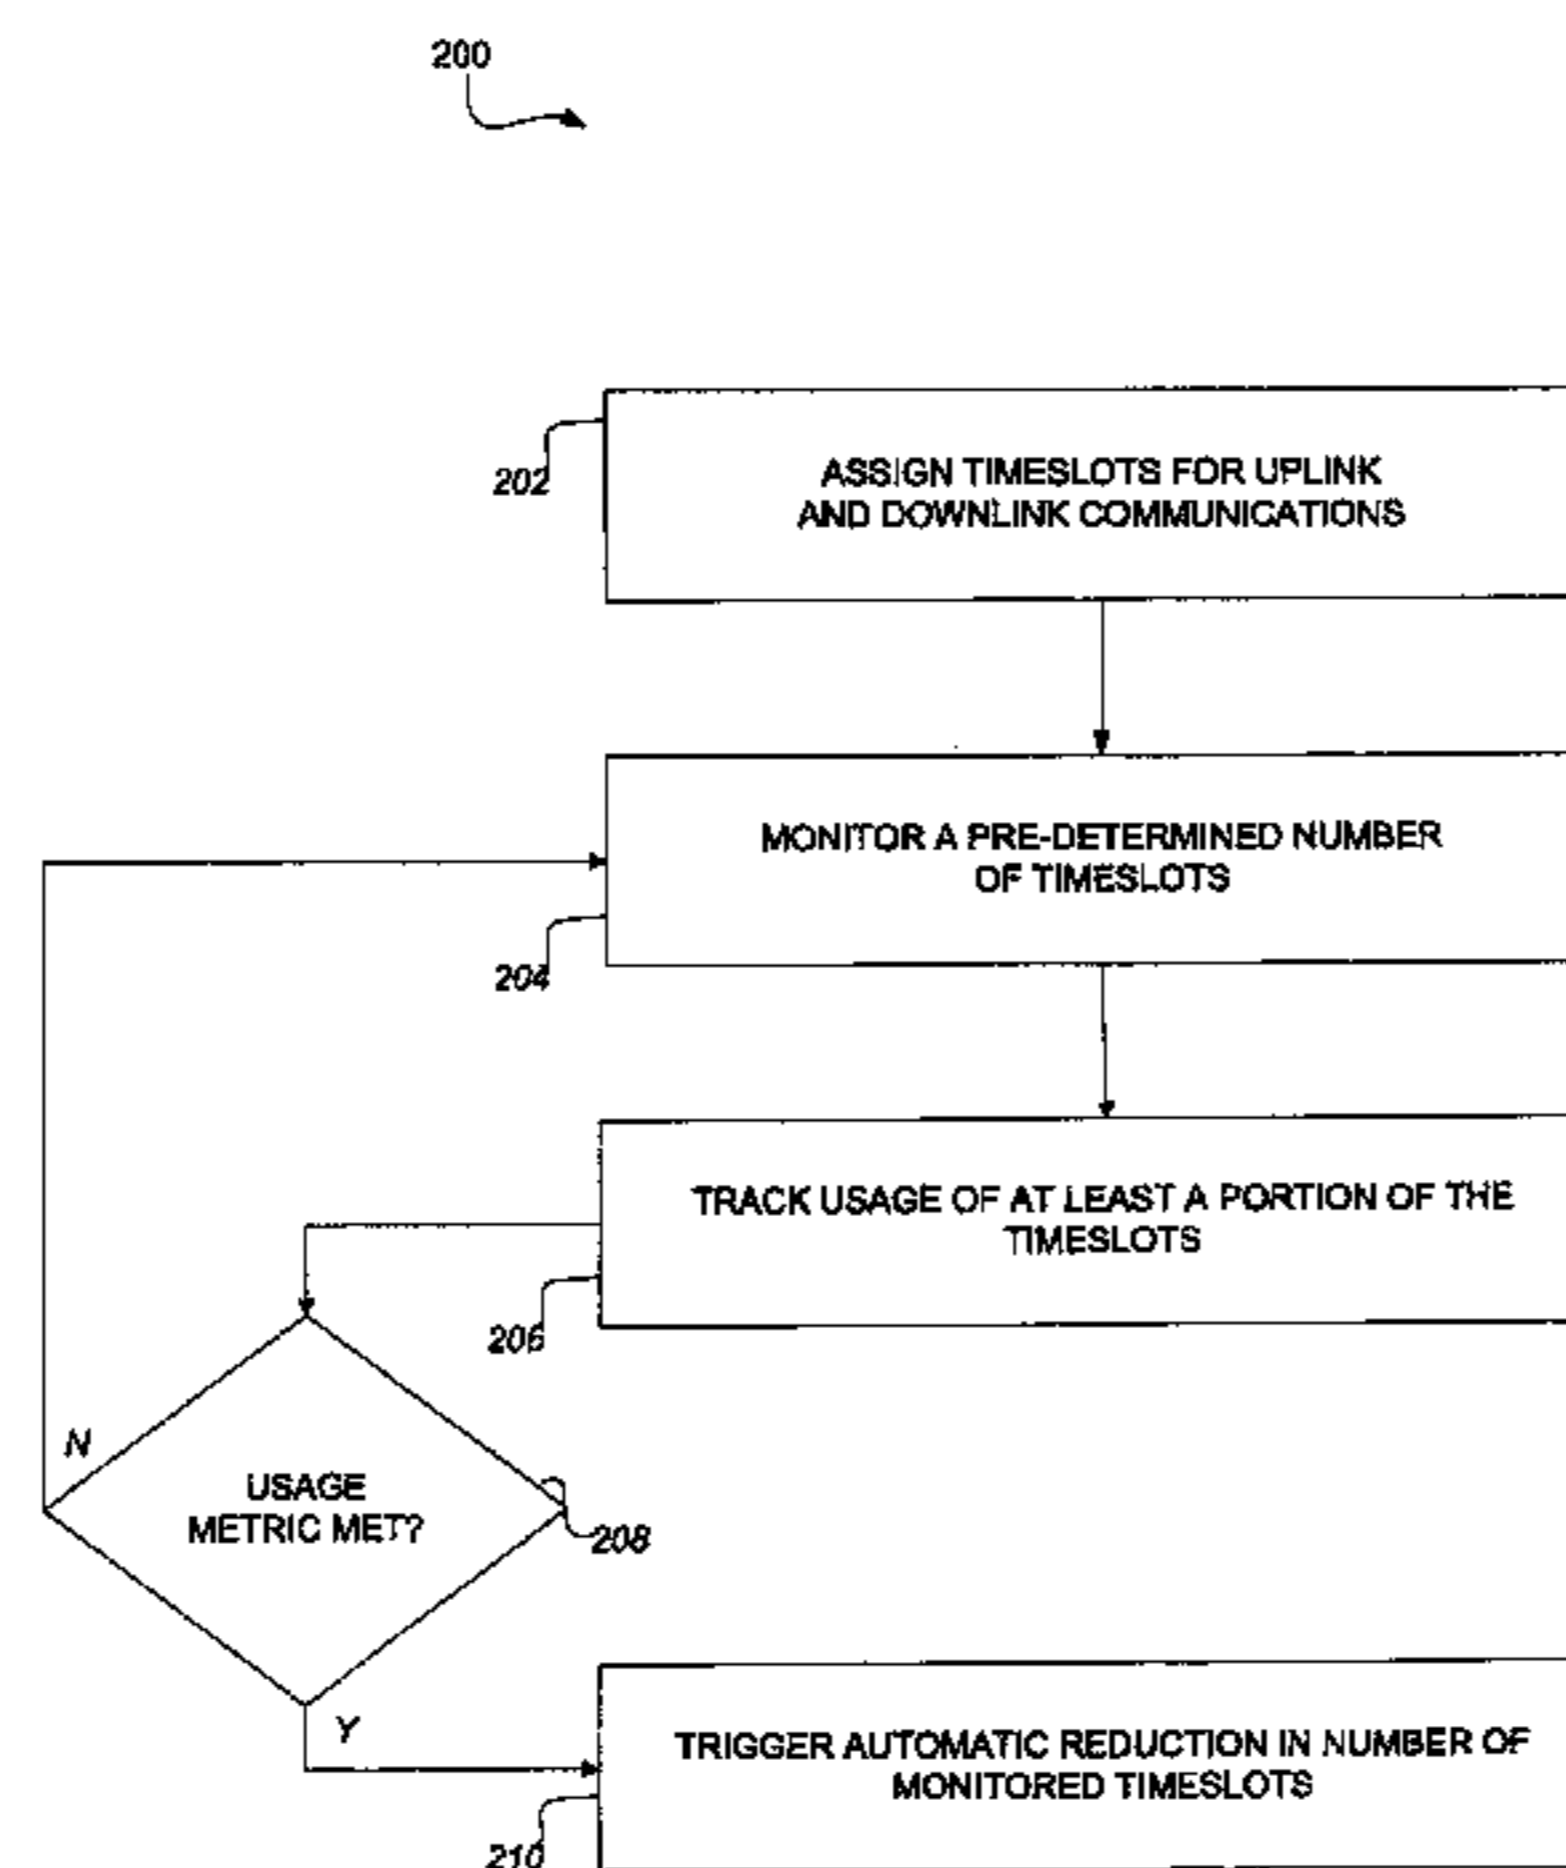 200
202
ASSIGN TIMESLOTS FOR UPLINK
AND DOWNLINK COMMUNICATIONS
MONITOR A PRE-DETERMINED NUMBER
OF TIMESLOTS
204
TRACK USAGE OF AT LEAST A PORTION OF THE
TIMESLOTS
206
N
USAGE
METRIC MET?
208
Y
TRIGGER AUTOMATIC REDUCTION IN NUMBER OF
MONITORED TIMESLOTS
210